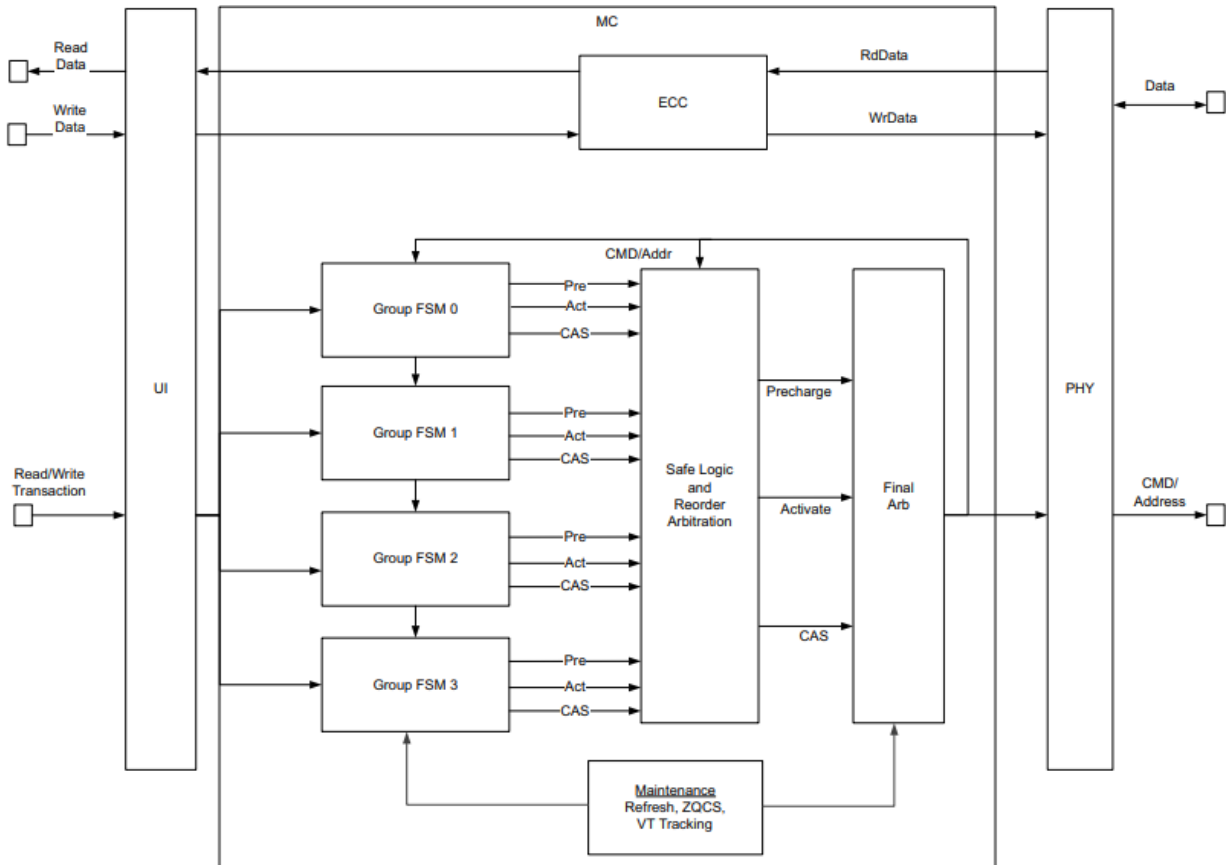 MC
Read
Data
RdData
ECC
Data
Write
Data
WrData
CMD/Addr
Group FSM 0
Pre
Act
CAS
UI
Group FSM 1
Pre
Act
CAS
Precharge
PHY
Read/Write
Transaction
Safe Logic
and
Reorder
Arbitration
Activate
Final
Arb
CMD/
Address
Group FSM 2
Pre
Act
CAS
CAS
Group FSM 3
Pre
Act
CAS
Maintenance
Refresh, ZQCS,
VT Tracking